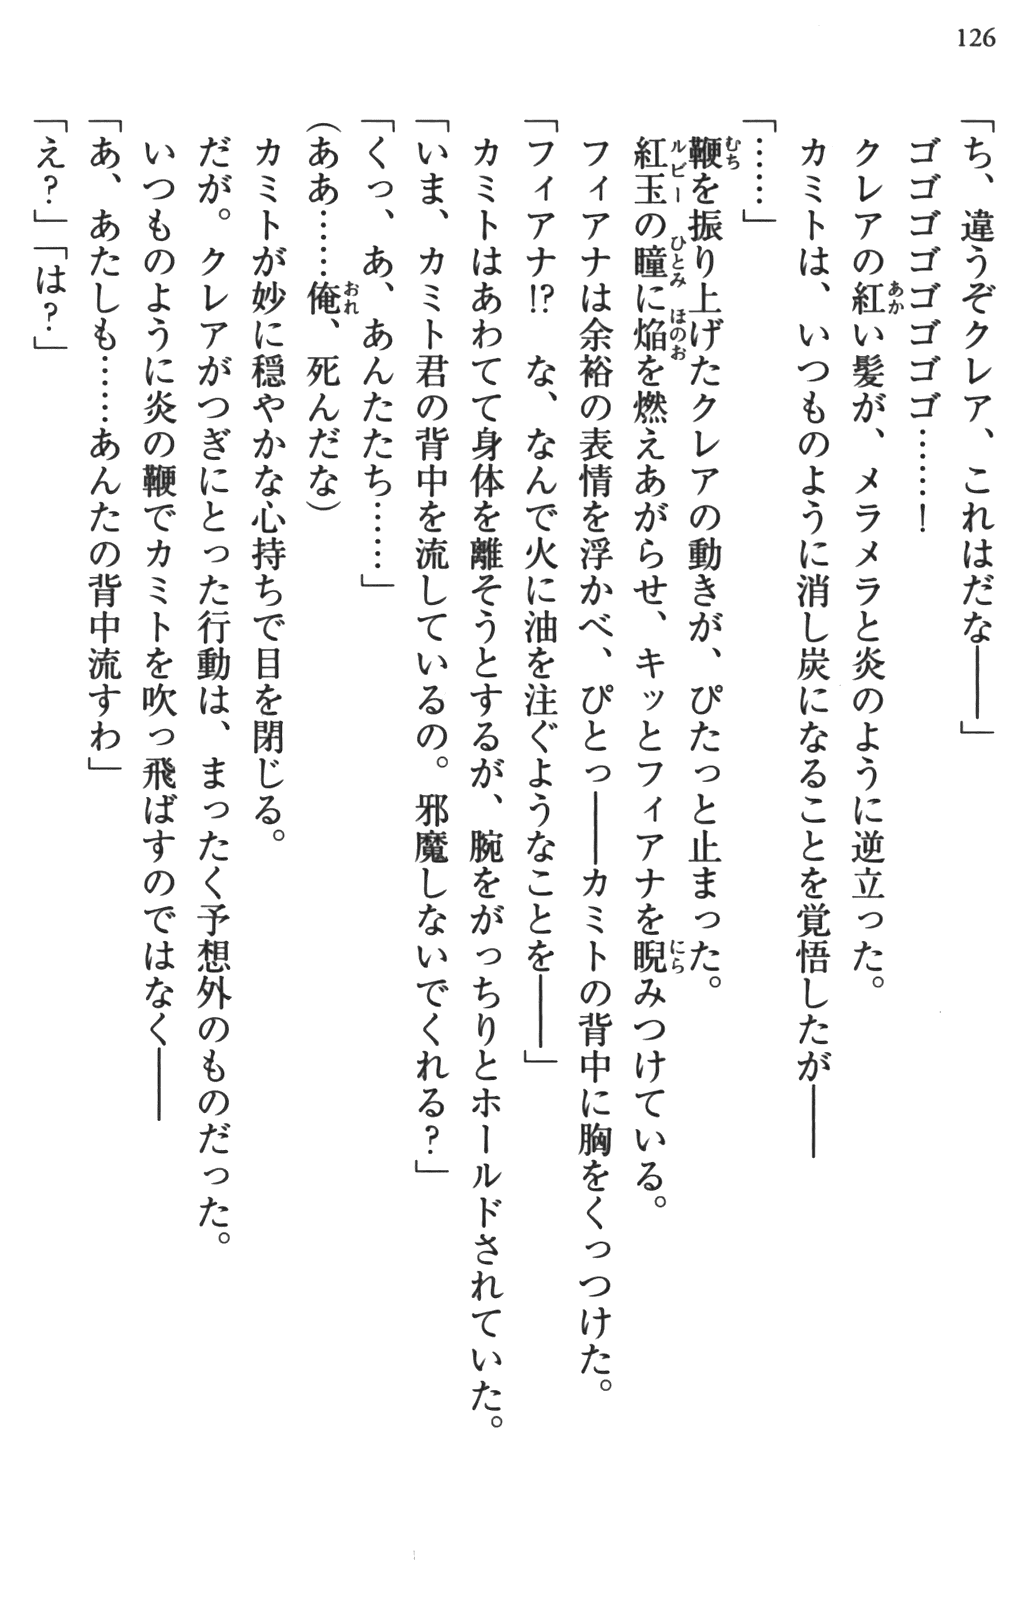 126
「ち、違うぞクレア、これはだな――」
ゴゴゴゴゴゴゴゴ……！
クレアの紅い髪が、メラメラと炎のように逆立った。
カミトは、いつものように消し炭になることを覚悟したが――
「……」
鞭を振り上げたクレアの動きが、ぴたっと止まった。
紅玉の瞳に焔を燃えあがらせ、キッとフィアナを睨みつけている。
フィアナは余裕の表情を浮かべ、ぴとっ――カミトの背中に胸をくっつけた。
「フィアナ!?　な、なんで火に油を注ぐようなことを――」
カミトはあわてて身体を離そうとするが、腕をがっちりとホールドされていた。
「いま、カミト君の背中を流しているの。邪魔しないでくれる？」
「くっ、あ、あんたたち……」
(ああ……俺、死んだな)
カミトが妙に穏やかな心持ちで目を閉じる。
だが。クレアがつぎにとった行動は、まったく予想外のものだった。
いつものように炎の鞭でカミトを吹っ飛ばすのではなく――
「あ、あたしも……あんたの背中流すわ」
「え？」「は？」